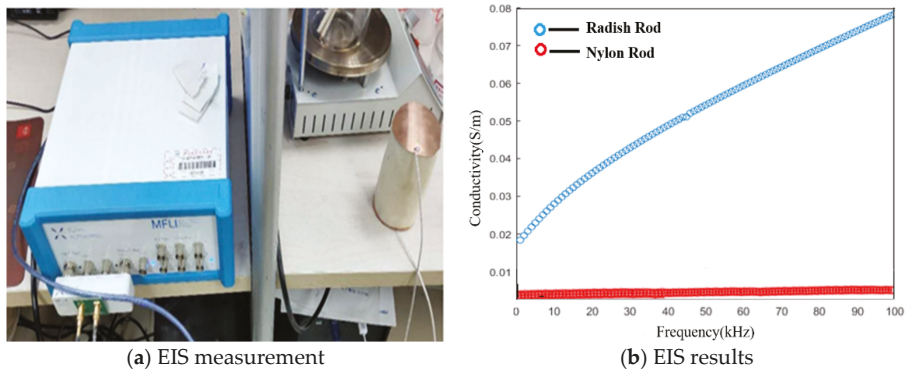 MFLI
(a) EIS measurement
0.08
0.07
0.06
0.05
0.04
0.03
0.02
0.01
Conductivity(S/m)
Radish Rod
Nylon Rod
0 10 20 30 40 50 60 70 80 90 100
Frequency(kHz)
(b) EIS results